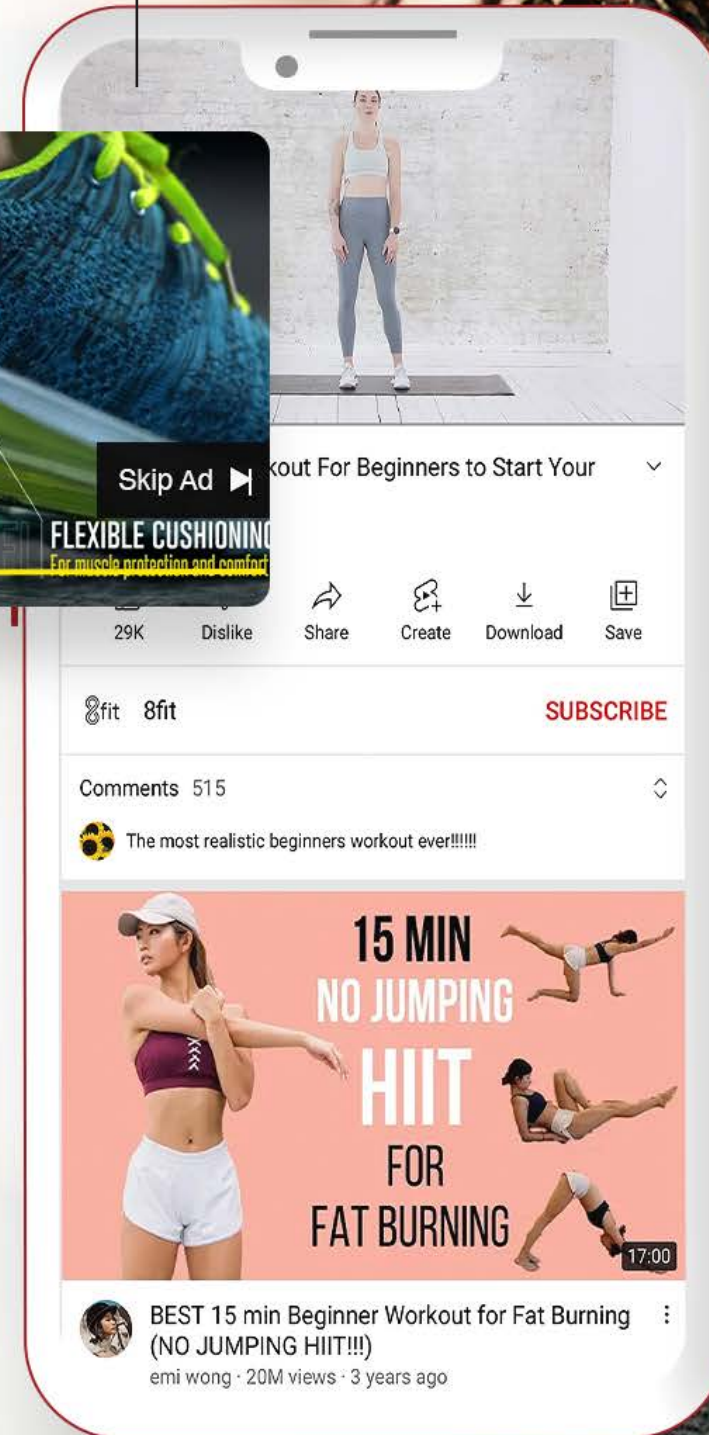 Skip Ad
FLEXIBLE CUSHIONING
For muscle protection and comfort
kout For Beginners to Start Your
29K
Dislike
Share
Create
Download
Save
8fit
8fit
SUBSCRIBE
Comments 515
The most realistic beginners workout ever!!!!!!
15 MIN
NO JUMPING
HIIT
FOR
FAT BURNING
17:00
BEST 15 min Beginner Workout for Fat Burning
(NO JUMPING HIIT!!!)
emi wong · 20M views · 3 years ago